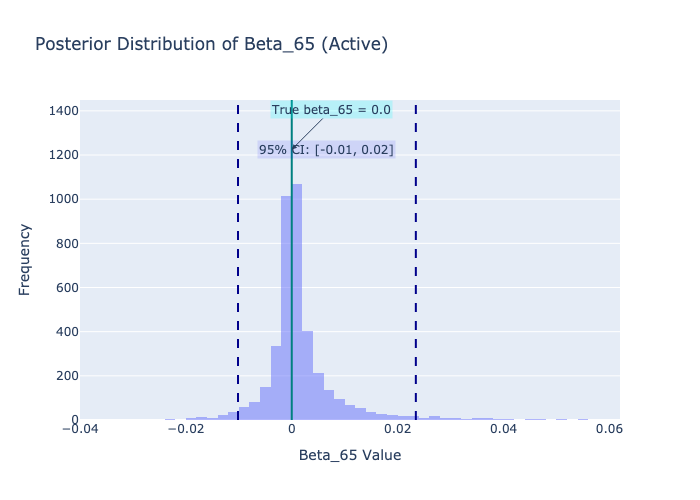 Posterior Distribution of Beta_65 (Active)
1400
True beta_65 = 0.0
1200
95% CI: [-0.01, 0.02]
1000
800
600
400
200
0
Frequency
−0.04
−0.02
0
0.02
0.04
0.06
Beta_65 Value